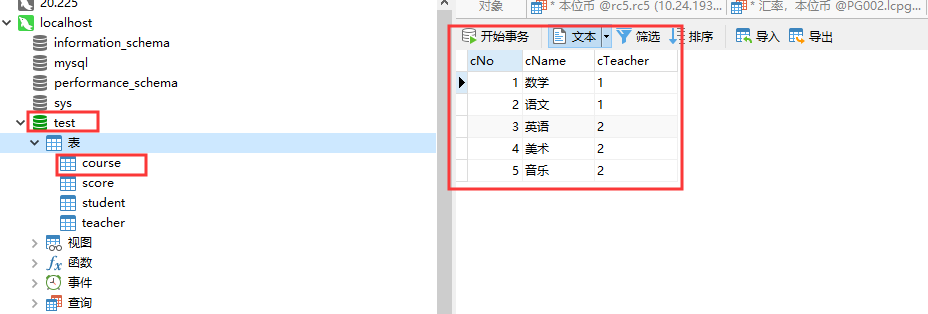 20.225
localhost
information_schema
mysql
performance_schema
sys
test
表
course
score
student
teacher
视图
函数
事件
查询
对象
* 本位币 @rc5.rc5 (10.24.193...
* 汇率，本位币 @PG002.lcpg...
开始事务 文本 筛选 排序 导入 导出
cNo cName cTeacher
1 数学 1
2 语文 1
3 英语 2
4 美术 2
5 音乐 2